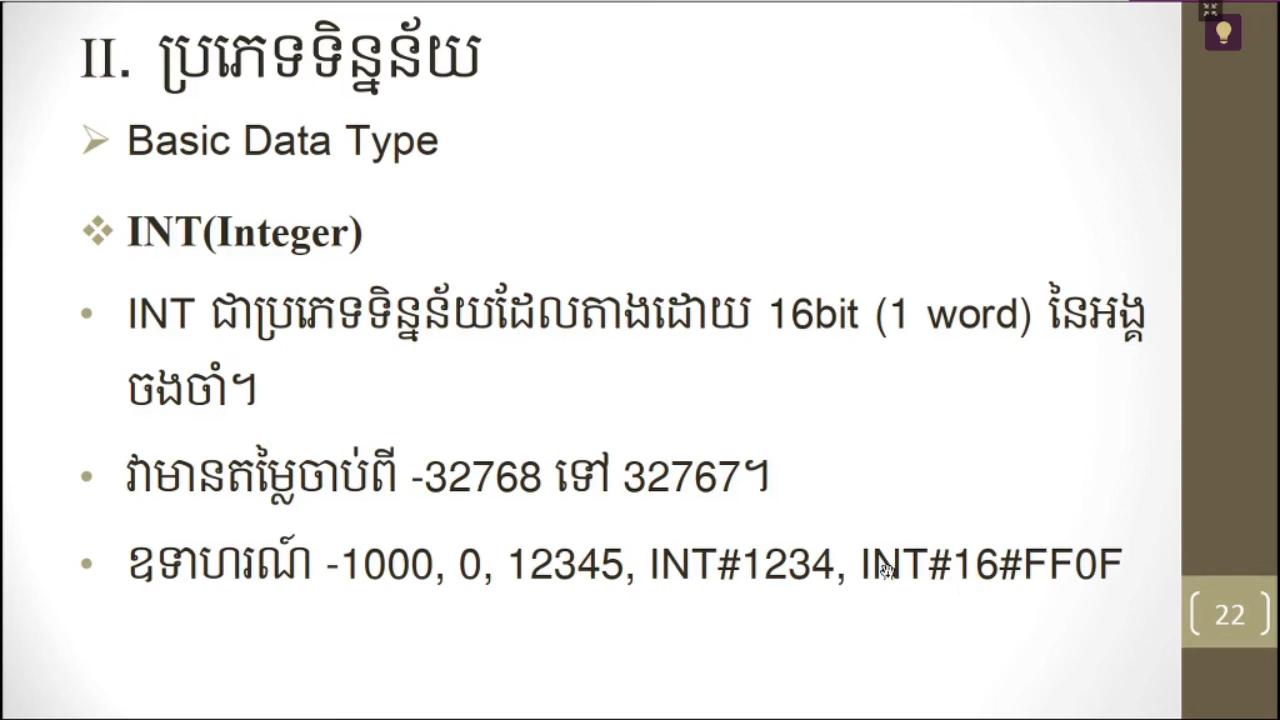 II. ប្រភេទទិន្នន័យ
Basic Data Type
INT(Integer)
INT ជាប្រភេទទិន្នន័យដែលតាងដោយ 16bit (1 word) នៃអង្គ
ចងចាំ។
វាមានតម្លៃចាប់ពី -32768 ទៅ 32767។
ឧទាហរណ៍ -1000, 0, 12345, INT#1234, INT#16#FF0F
22